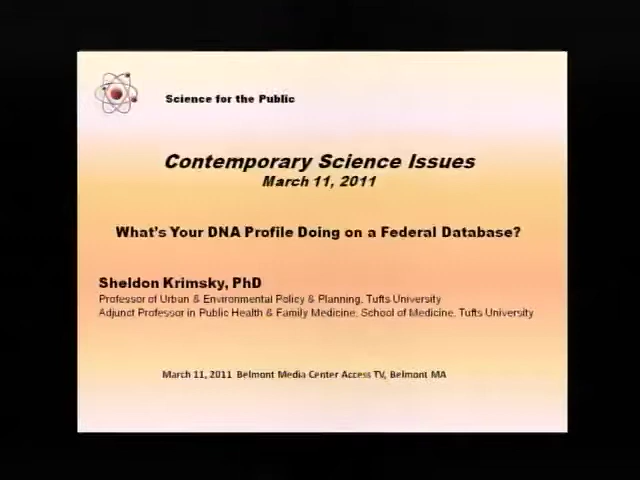 Science for the Public
Contemporary Science Issues
March 11, 2011
What's Your DNA Profile Doing on a Federal Database?
Sheldon Krimsky, PhD
Professor of Urban & Environmental Policy & Planning, Tufts University
Adjunct Professor in Public Health & Family Medicine, School of Medicine, Tufts University
March 11, 2011 Belmont Media Center Access TV, Belmont MA